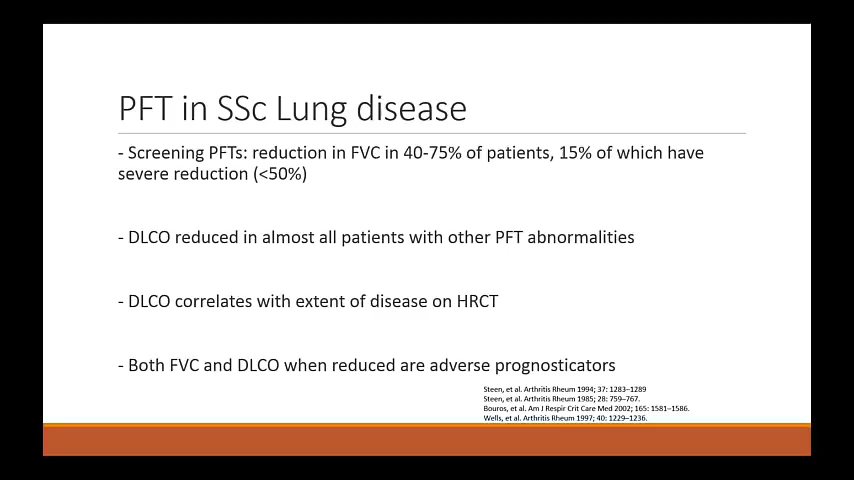 PFT in SSc Lung disease
- Screening PFTs: reduction in FVC in 40-75% of patients, 15% of which have
severe reduction (<50%)
- DLCO reduced in almost all patients with other PFT abnormalities
- DLCO correlates with extent of disease on HRCT
- Both FVC and DLCO when reduced are adverse prognosticators
Steen, et al. Arthritis Rheum 1994; 37: 1283–1289
Steen, et al. Arthritis Rheum 1985; 28: 759–767.
Bouros, et al. Am J Respir Crit Care Med 2002; 165: 1581–1586.
Wells, et al. Arthritis Rheum 1997; 40: 1229–1236.